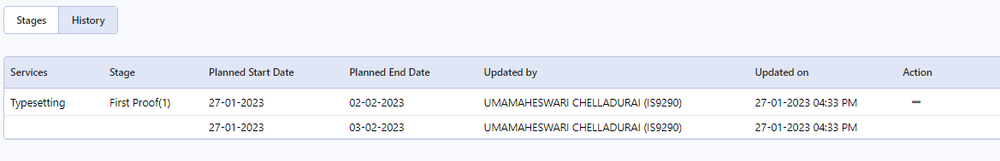 Stages History
Services Stage Planned Start Date Planned End Date Updated by Updated on Action
Typesetting First Proof(1) 27-01-2023 02-02-2023 UMAMAHESWARI CHELLADURAI (IS9290) 27-01-2023 04:33 PM
27-01-2023 03-02-2023 UMAMAHESWARI CHELLADURAI (IS9290) 27-01-2023 04:33 PM